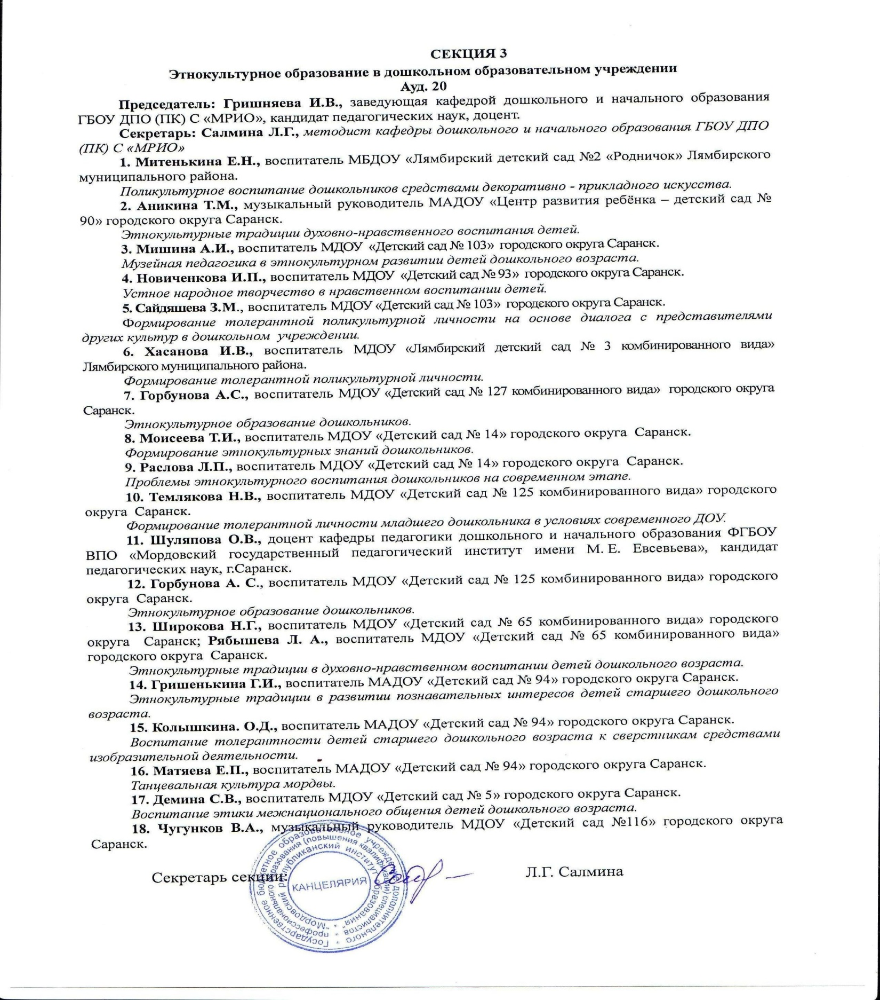 СЕКЦИЯ 3
Этнокультурное образование в дошкольном образовательном учреждении
Ауд. 20
Председатель: Гришняева И.В., заведующая кафедрой дошкольного и начального образования
ГБОУ ДПО (ПК) С «МРИО», кандидат педагогических наук, доцент.
Секретарь: Салмина Л.Г., методист кафедры дошкольного и начального образования ГБОУ ДПО
(ПК) С «МРИО»
1. Митенькина Е.Н., воспитатель МБДОУ «Лямбирский детский сад №2 «Родничок» Лямбирского
муниципального района.
Поликультурное воспитание дошкольников средствами декоративно - прикладного искусства.
2. Аникина Т.М., музыкальный руководитель МАДОУ «Центр развития ребёнка – детский сад №
90» городского округа Саранск.
Этнокультурные традиции духовно-нравственного воспитания детей.
3. Мишина А.И., воспитатель МДОУ «Детский сад № 103» городского округа Саранск.
Музейная педагогика в этнокультурном развитии детей дошкольного возраста.
4. Новиченкова И.П., воспитатель МДОУ «Детский сад № 93» городского округа Саранск.
Устное народное творчество в нравственном воспитании детей.
5. Сайдяшева З.М., воспитатель МДОУ «Детский сад № 103» городского округа Саранск.
Формирование толерантной поликультурной личности на основе диалога с представителями
других культур в дошкольном учреждении.
6. Хасанова И.В., воспитатель МДОУ «Лямбирский детский сад № 3 комбинированного вида»
Лямбирского муниципального района.
Формирование толерантной поликультурной личности.
7. Горбунова А.С., воспитатель МДОУ «Детский сад № 127 комбинированного вида» городского округа
Саранск.
Этнокультурное образование дошкольников.
8. Моисеева Т.И., воспитатель МДОУ «Детский сад № 14» городского округа Саранск.
Формирование этнокультурных знаний дошкольников.
9. Раслова Л.П., воспитатель МДОУ «Детский сад № 14» городского округа Саранск.
Проблемы этнокультурного воспитания дошкольников на современном этапе.
10. Темлякова Н.В., воспитатель МДОУ «Детский сад № 125 комбинированного вида» городского
округа Саранск.
Формирование толерантной личности младшего дошкольника в условиях современного ДОУ.
11. Шуляпова О.В., доцент кафедры педагогики дошкольного и начального образования ФГБОУ
ВПО «Мордовский государственный педагогический институт имени М. Е. Евсевьева», кандидат
педагогических наук, г.Саранск.
12. Горбунова А. С., воспитатель МДОУ «Детский сад № 125 комбинированного вида» городского
округа Саранск.
Этнокультурное образование дошкольников.
13. Широкова Н.Г., воспитатель МДОУ «Детский сад № 65 комбинированного вида» городского
округа Саранск; Рябышева Л. А., воспитатель МДОУ «Детский сад № 65 комбинированного вида»
городского округа Саранск.
Этнокультурные традиции в духовно-нравственном воспитании детей дошкольного возраста.
14. Гришенькина Г.И., воспитатель МАДОУ «Детский сад № 94» городского округа Саранск.
Этнокультурные традиции в развитии познавательных интересов детей старшего дошкольного
возраста.
15. Колышкина. О.Д., воспитатель МАДОУ «Детский сад № 94» городского округа Саранск.
Воспитание толерантности детей старшего дошкольного возраста к сверстникам средствами
изобразительной деятельности.
16. Матяева Е.П., воспитатель МАДОУ «Детский сад № 94» городского округа Саранск.
Танцевальная культура мордвы.
17. Демина С.В., воспитатель МДОУ «Детский сад № 5» городского округа Саранск.
Воспитание этики межнационального общения детей дошкольного возраста.
18. Чугунков В.А., музыкальный руководитель МДОУ «Детский сад №116» городского округа
Саранск.
Секретарь секции:
Л.Г. Салмина
Государственное бюджетное образовательное учреждение дополнительного
профессионального образования (повышения квалификации) специалистов
"Мордовский республиканский институт образования"
КАНЦЕЛЯРИЯ